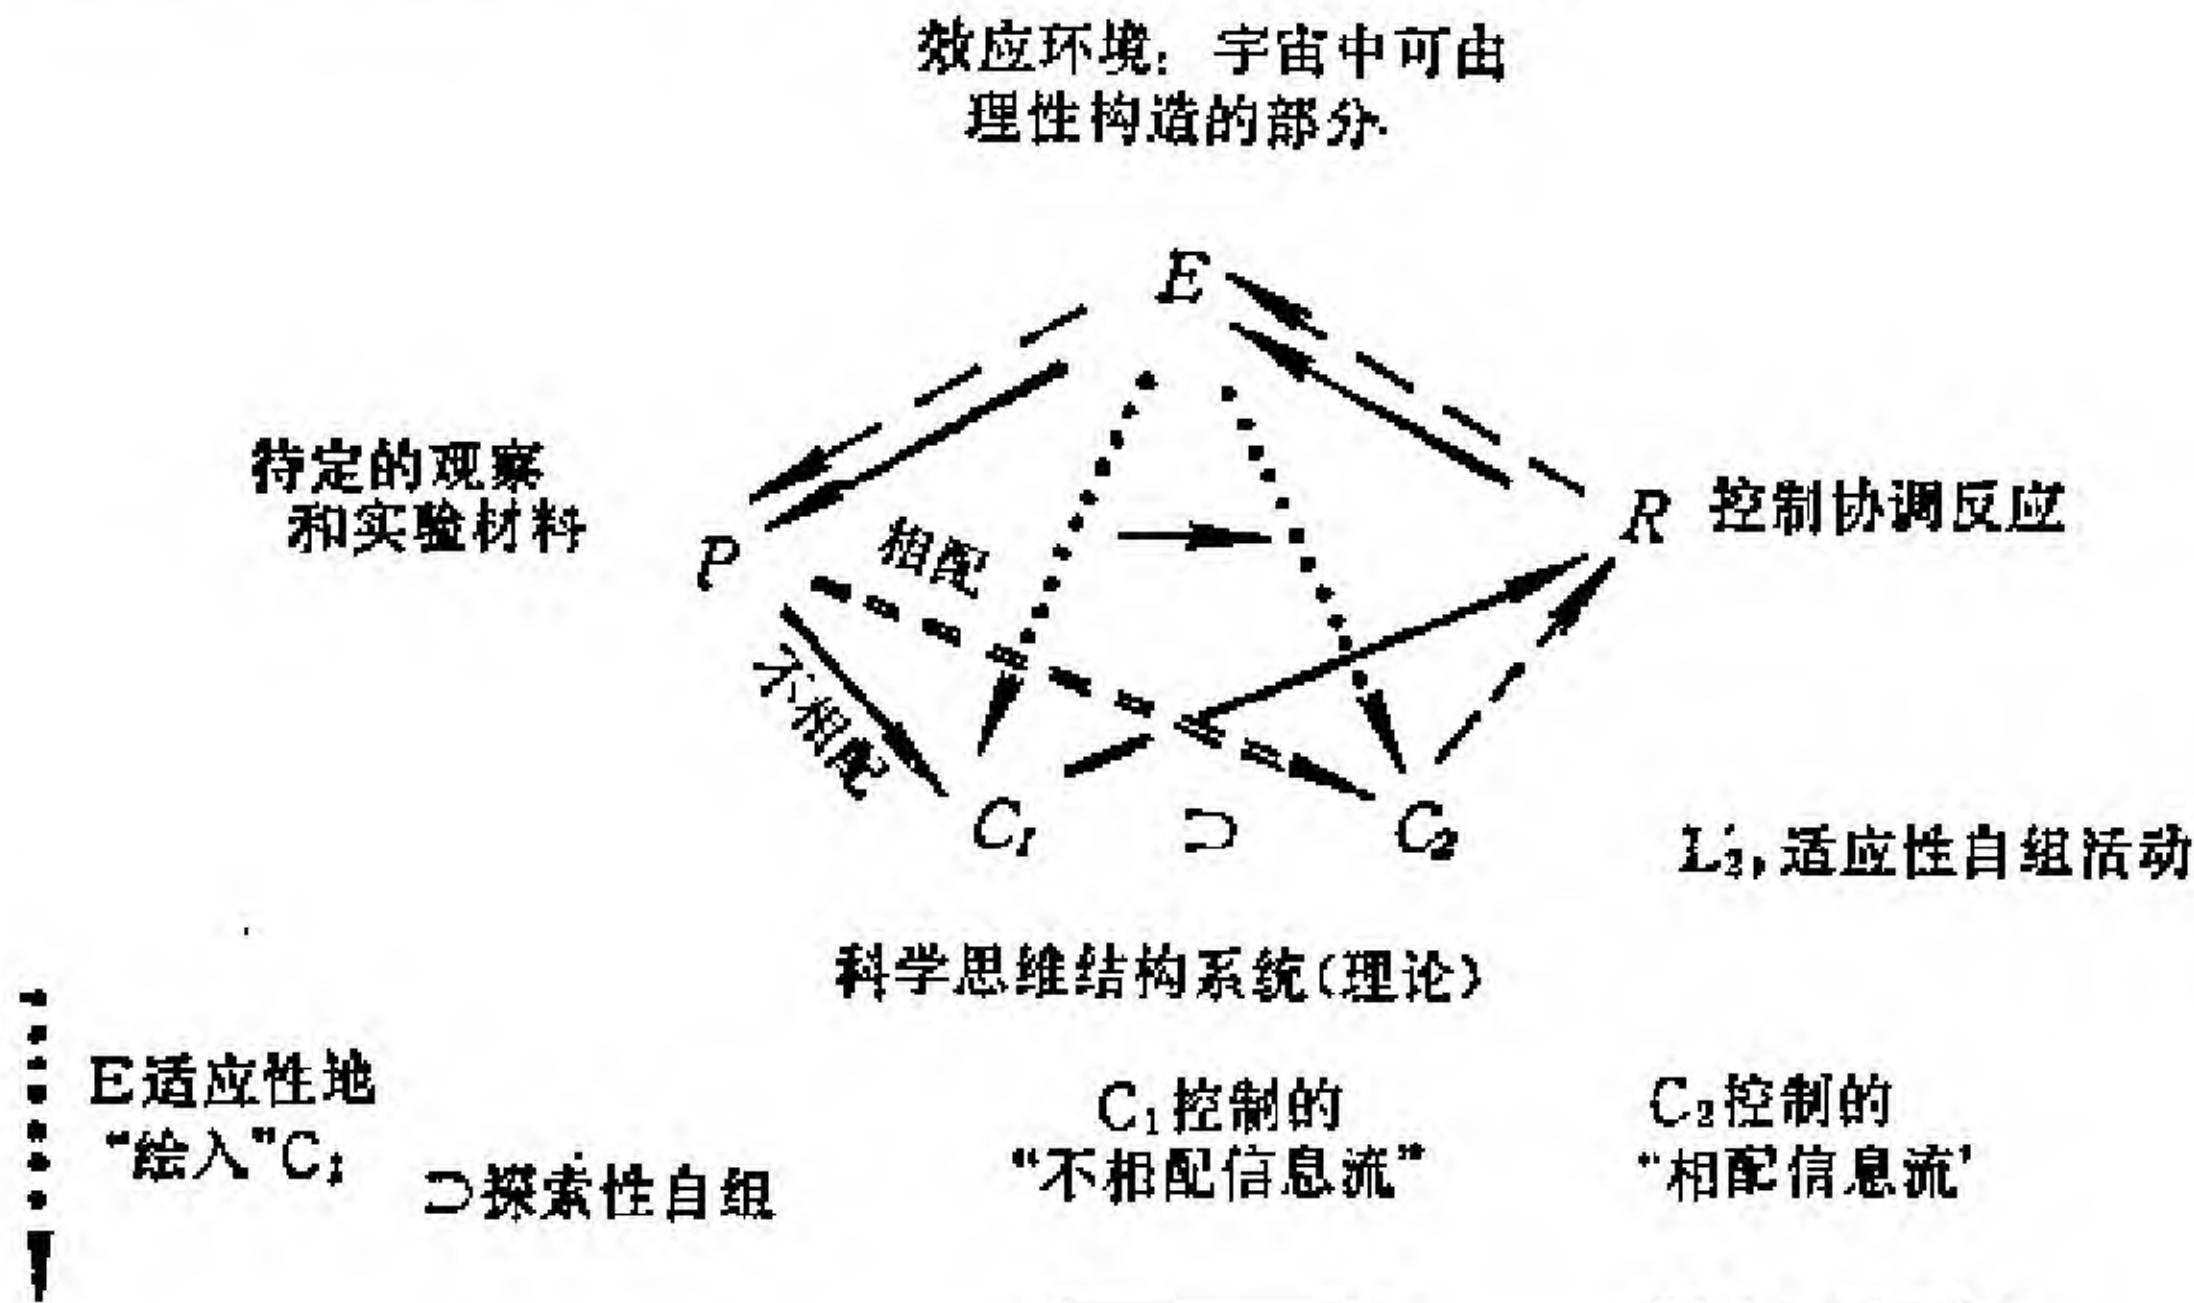 效应环境：宇宙中可由
理性构造的部分.
E
待定的观察
和实验材料
P
相配
不相配
R 控制协调反应
C₁ ⊃ C₂
适应性自组活动
科学思维结构系统(理论)
E适应性地
“绘入”C
⊃探索性自组
C₁控制的
“不相配信息流”
C₂控制的
“相配信息流’